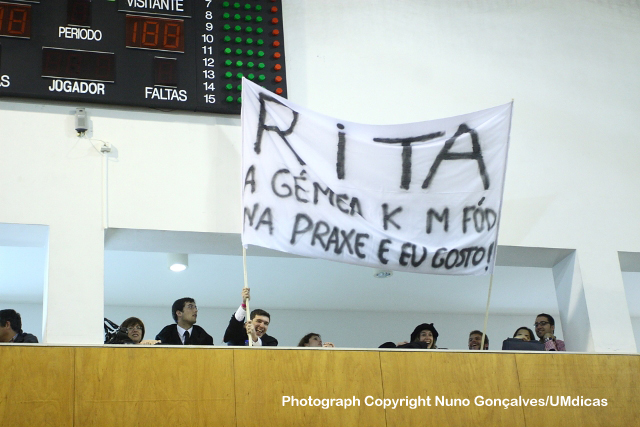 VISITANTE
PERIODO
188
JOGADOR
FALTAS
7
8
9
10
11
12
13
14
15
RITA
A GÉMEA K M FÓD
NA PRAXE E EU GOSTO!
Photograph Copyright Nuno Gonçalves/UMdicas